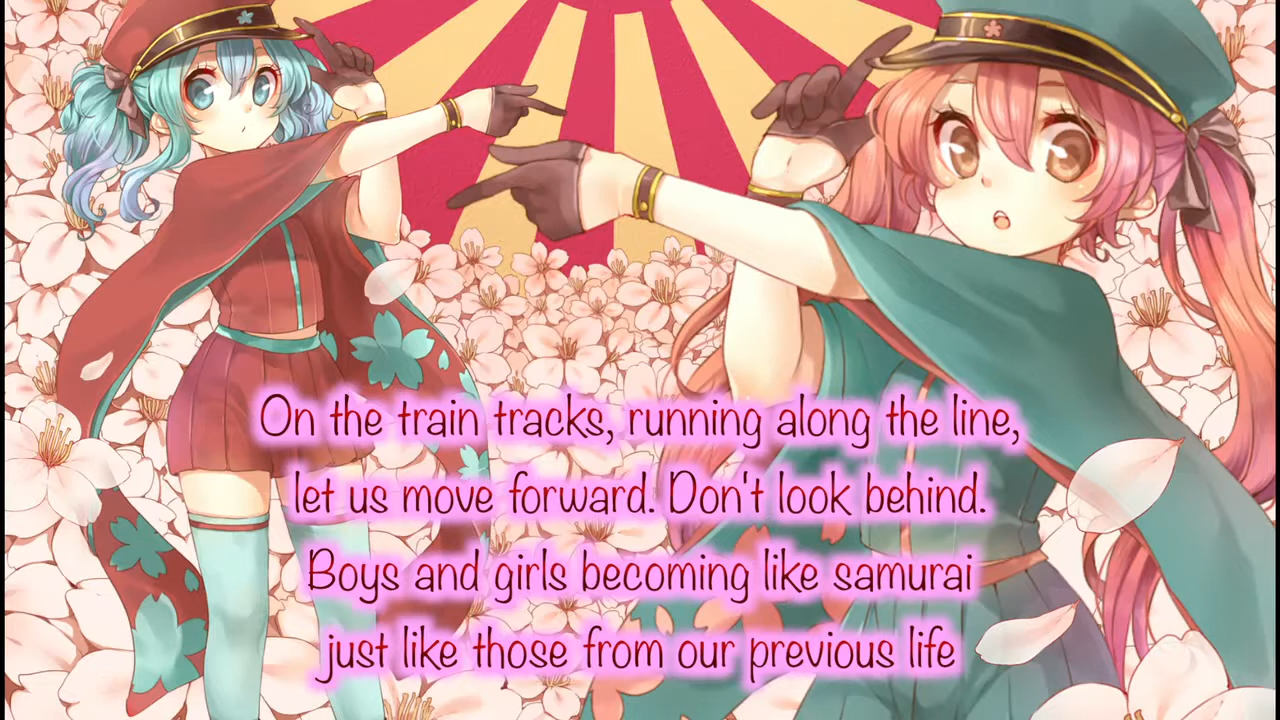 On the train tracks, running along the line,
let us move forward. Don't look behind.
Boys and girls becoming like samurai
just like those from our previous life